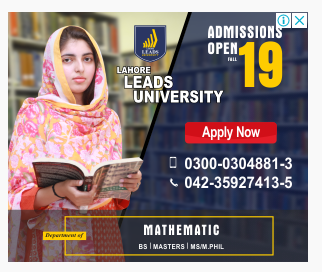 ADMISSIONS
OPEN
FALL
19
LEADS
LAHORE
LEADS
UNIVERSITY
Apply Now
0300-0304881-3
042-35927413-5
Department of
MATHEMATIC
BS | MASTERS | MS/M.PHIL